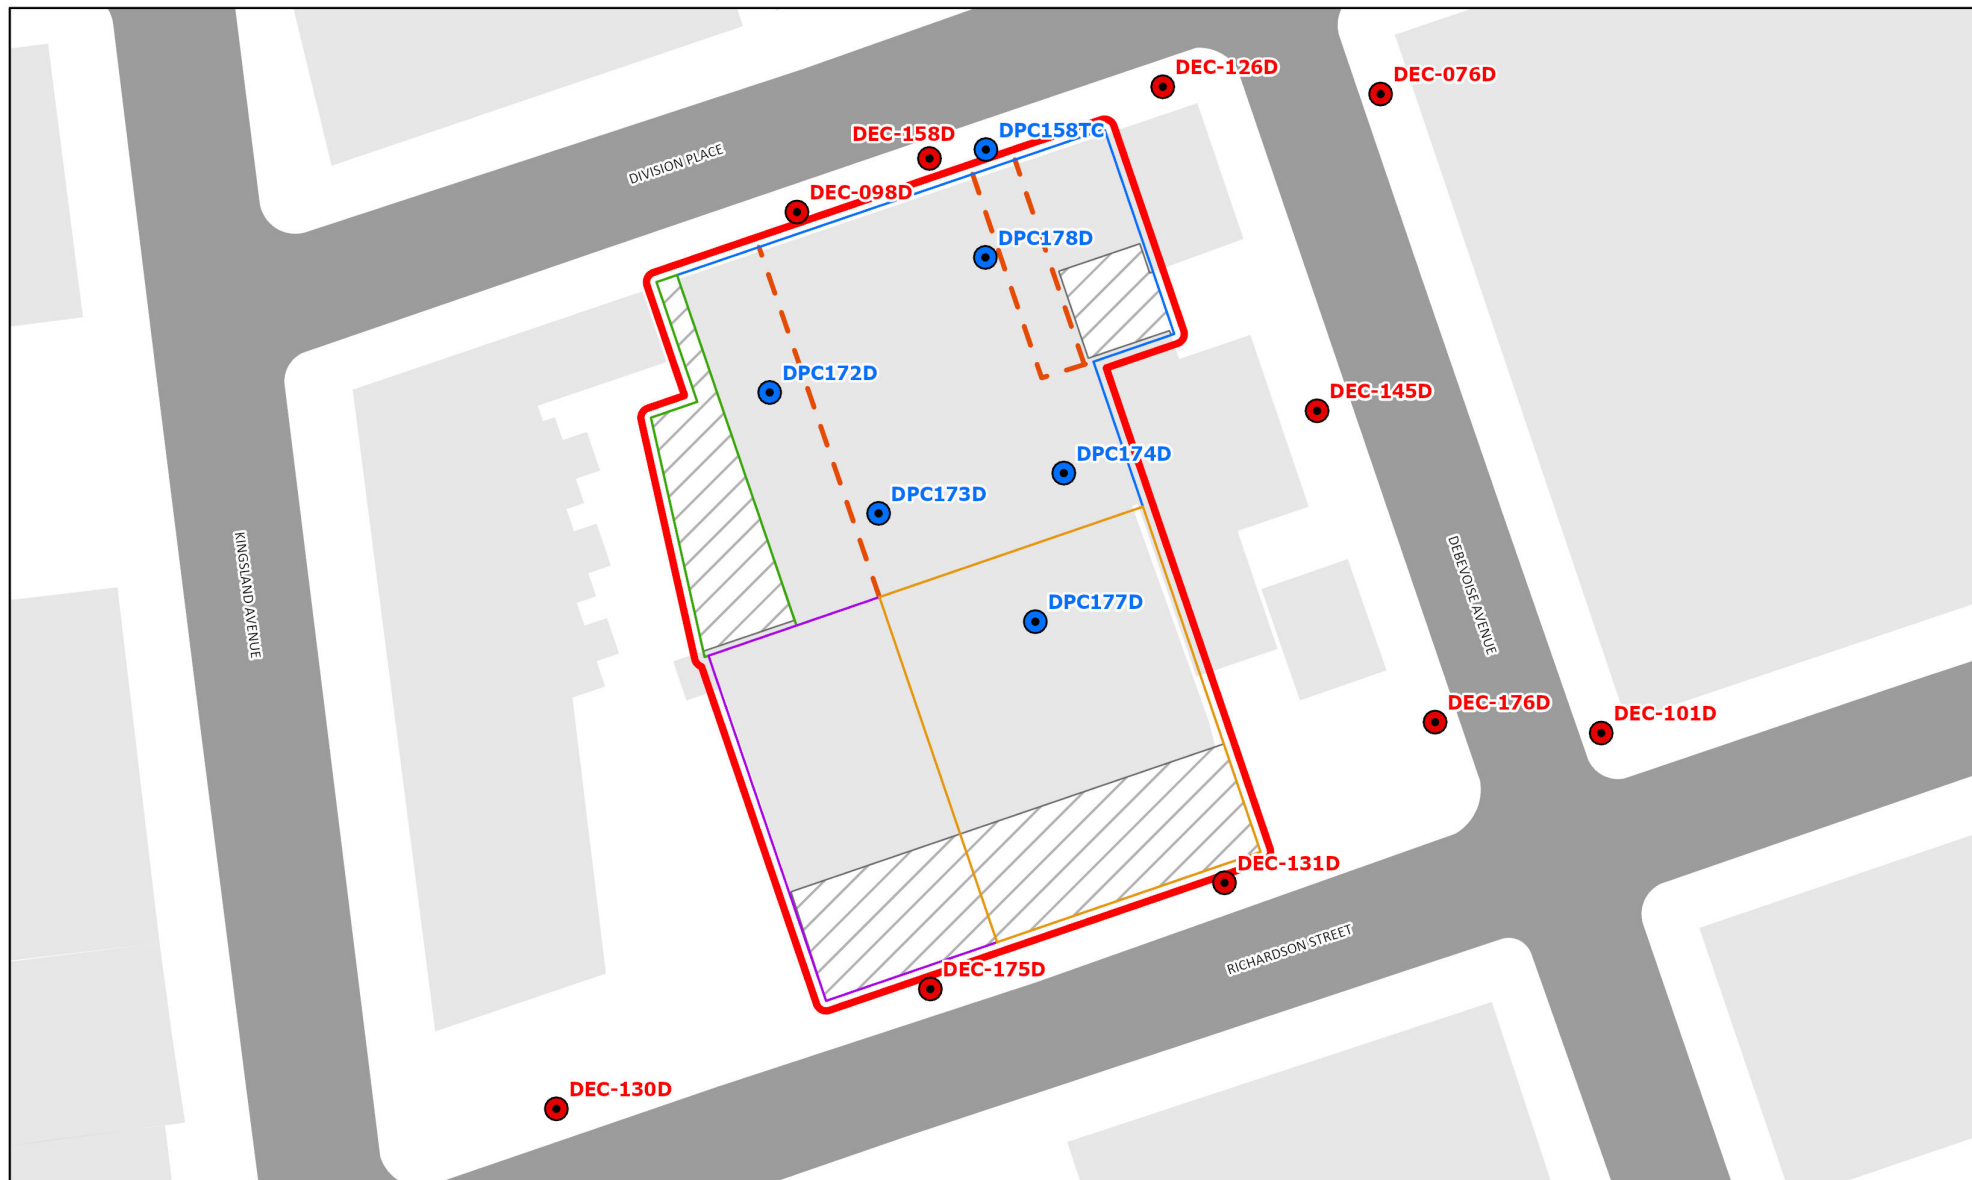 DEC-126D
DEC-076D
DEC-158D
DPC158TC
DIVISION PLACE
DEC-098D
DPC178D
DPC172D
DEC-145D
DPC174D
DPC173D
KINGSLAND AVENUE
DEBEVOISE AVENUE
DPC177D
DEC-176D
DEC-101D
DEC-131D
RICHARDSON STREET
DEC-175D
DEC-130D